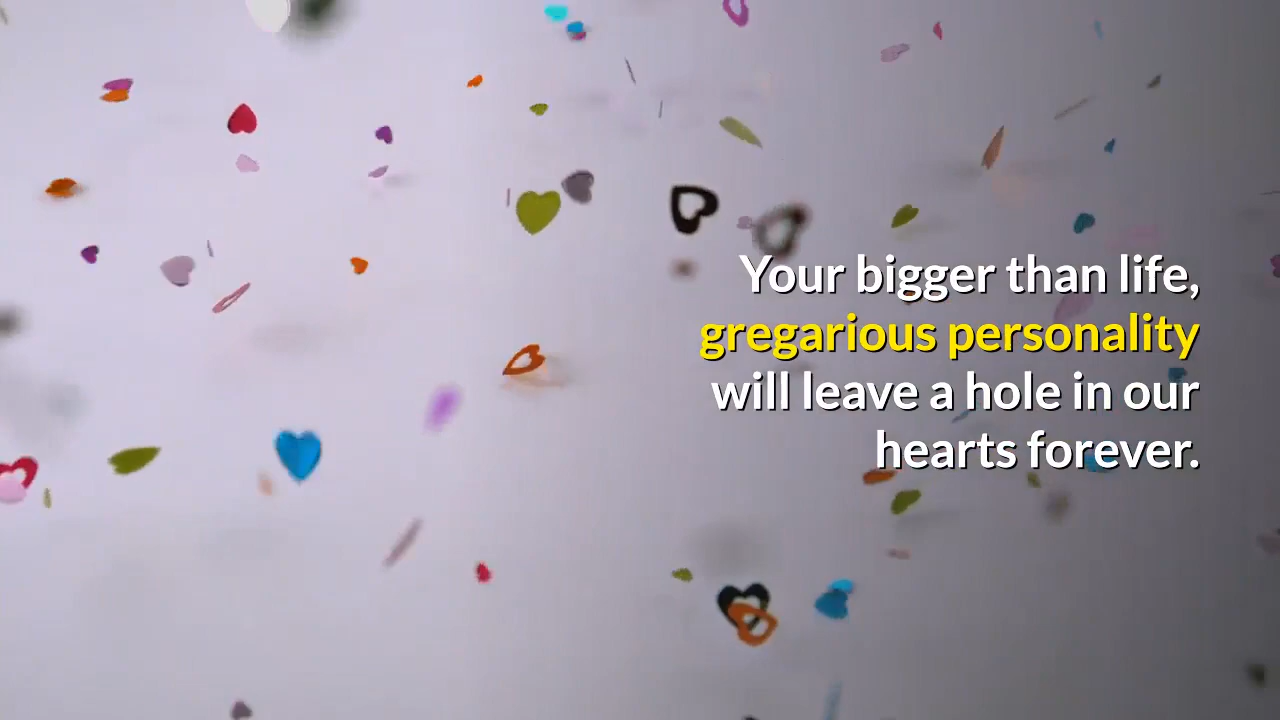 Your bigger than life,
gregarious personality
will leave a hole in our
hearts forever.